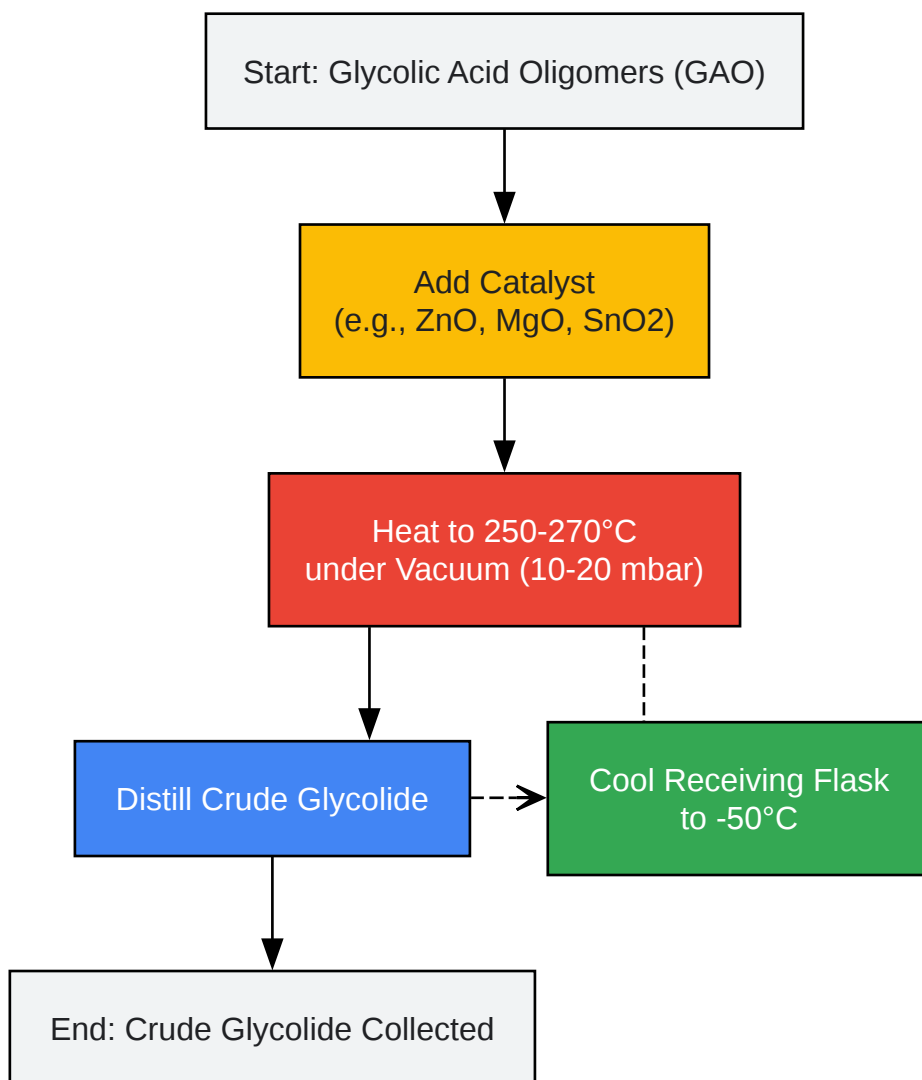 Start: Glycolic Acid Oligomers (GAO)
Add Catalyst
(e.g., ZnO, MgO, SnO2)
Heat to 250-270°C
under Vacuum (10-20 mbar)
Distill Crude Glycolide
Cool Receiving Flask
to -50°C
End: Crude Glycolide Collected